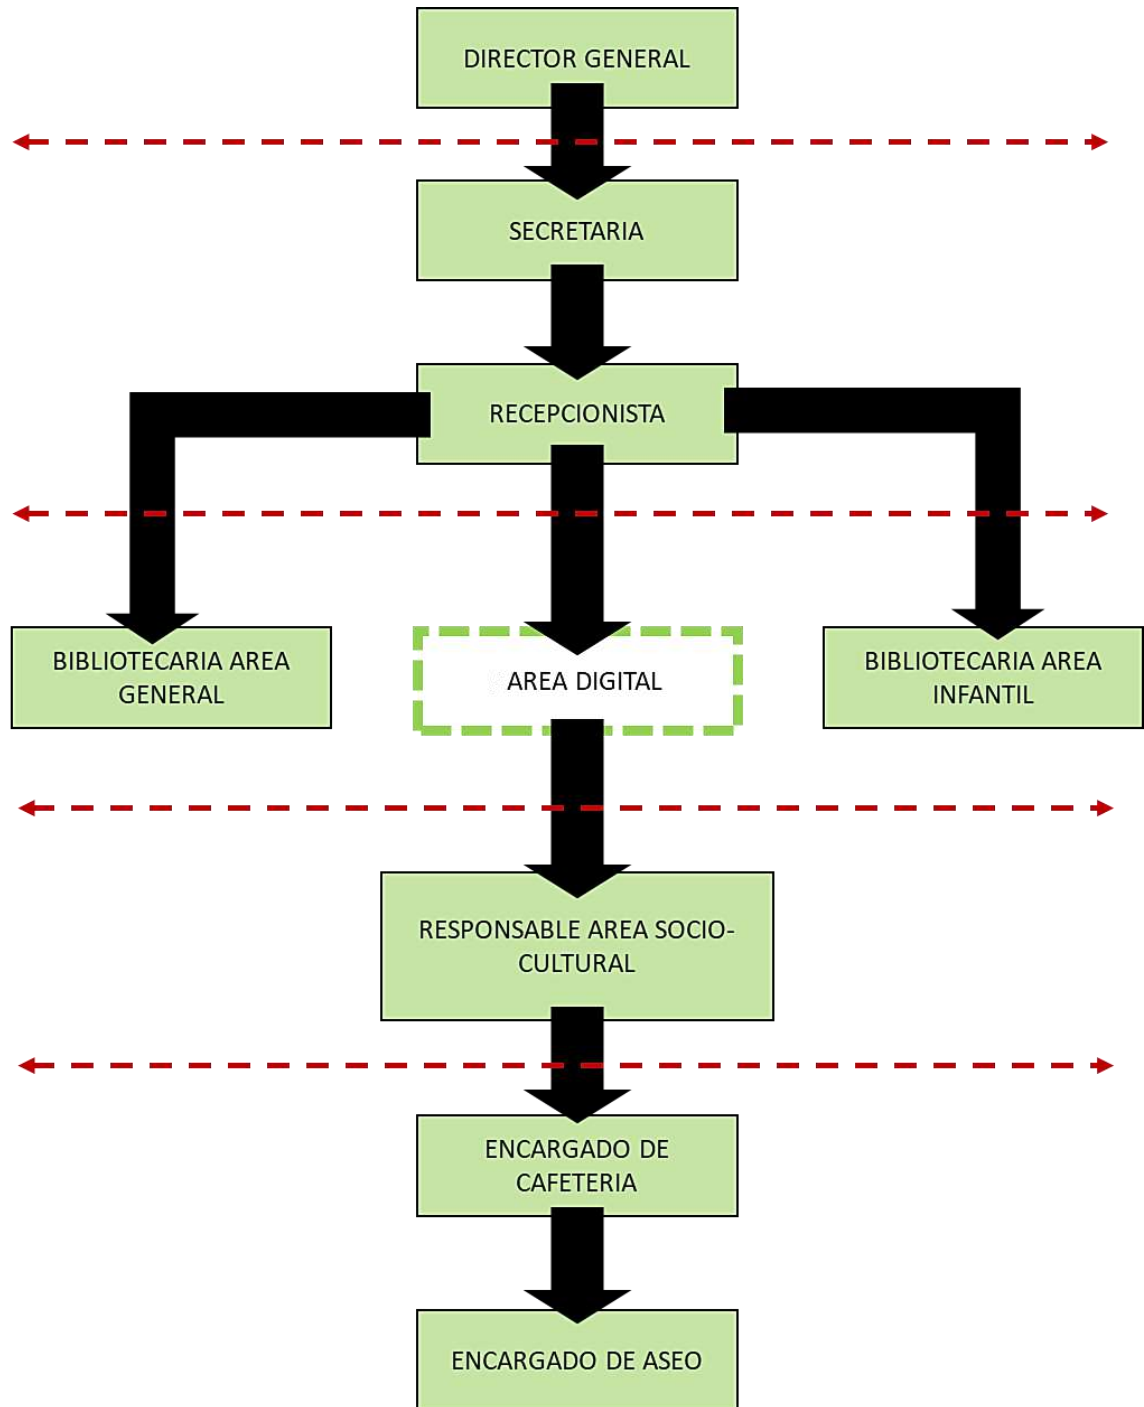 DIRECTOR GENERAL
SECRETARIA
RECEPCIONISTA
BIBLIOTECARIA AREA
GENERAL
AREA DIGITAL
BIBLIOTECARIA AREA
INFANTIL
RESPONSABLE AREA SOCIO-
CULTURAL
ENCARGADO DE
CAFETERIA
ENCARGADO DE ASEO